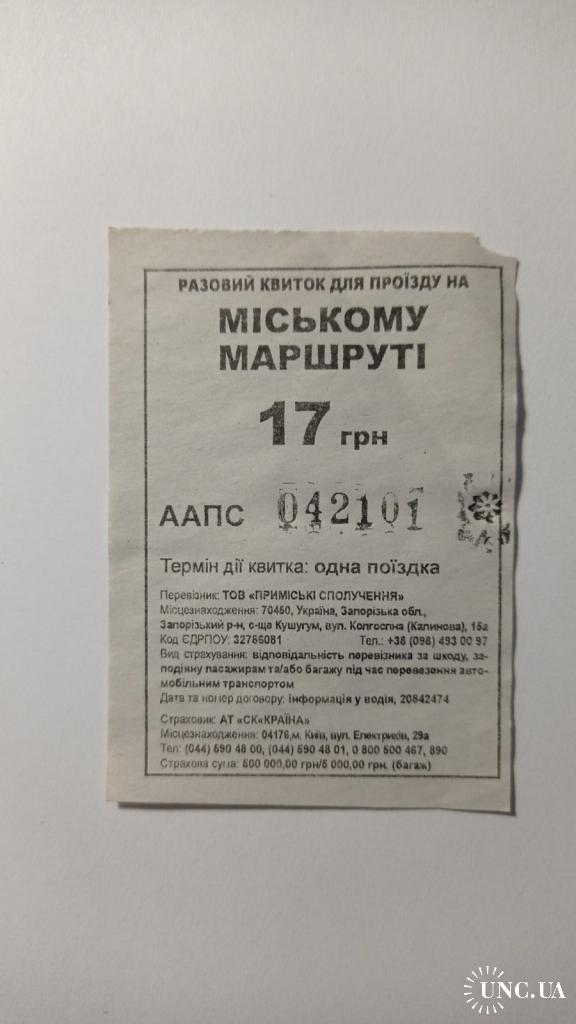 РАЗОВИЙ КВИТОК ДЛЯ ПРОЇЗДУ НА
МІСЬКОМУ
МАРШРУТІ
17 грн
ААПС 042101
Термін дії квитка: одна поїздка
Перевізник: ТОВ «ПРИМІСЬКІ СПОЛУЧЕННЯ»
Місцезнаходження: 70450, Україна, Запорізька обл.,
Запорізький р-н, с-ще Кушугум, вул. Колгоспна (Калинова), 15а
Код ЄДРПОУ: 32786081 Тел.: +38 (098) 493 00 97
Вид страхування: відповідальність перевізника за шкоду, за-
подіяну пасажирам та/або багажу під час перевезення авто-
мобільним транспортом
Дата та номер договору: інформація у водія, 20842474
Страховик: АТ «СК«КРАЇНА»
Місцезнаходження: 04176,м. Київ, вул. Електриків, 29а
Тел: (044) 590 48 00, (044) 590 48 01, 0 800 500 467, 890
Страхова сума: 500 000,00 грн/5 000,00 грн. (багаж)
UNC.UA